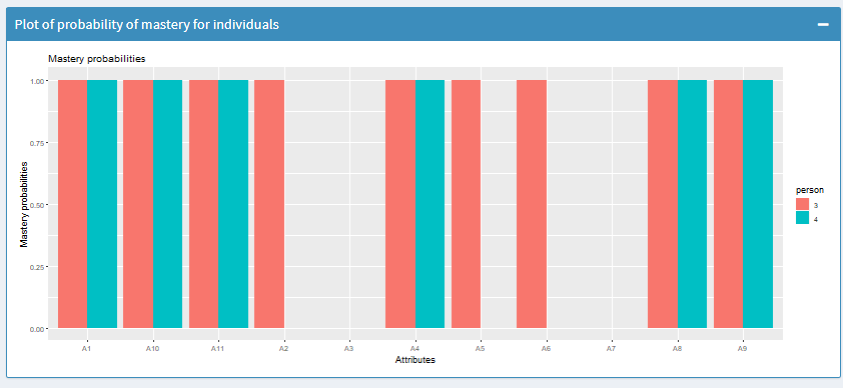 Plot of probability of mastery for individuals
Mastery probabilities
Mastery probabilities
1.00
0.75
0.50
0.25
0.00
A1 A10 A11 A2 A3 A4 A5 A6 A7 A8 A9
Attributes
person
3
4